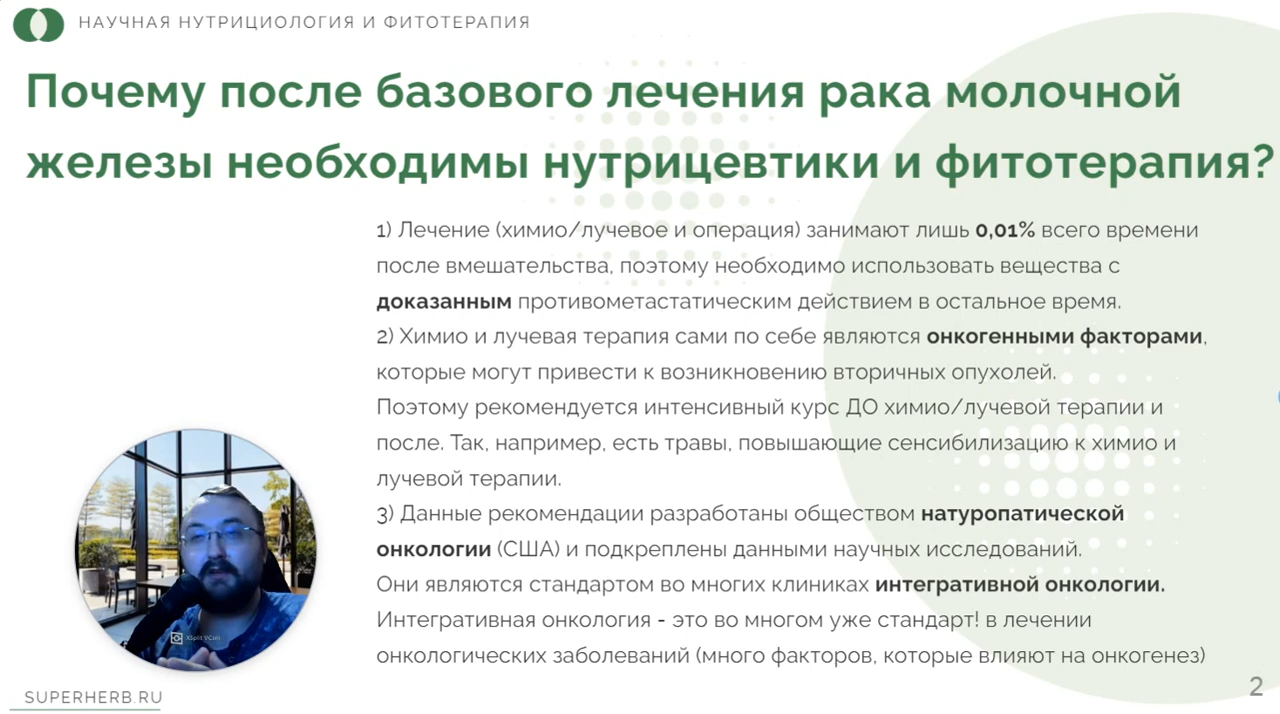 НАУЧНАЯ НУТРИЦИОЛОГИЯ И ФИТОТЕРАПИЯ
Почему после базового лечения рака молочной
железы необходимы нутрицевтики и фитотерапия?
1) Лечение (химио/лучевое и операция) занимают лишь 0,01% всего времени
после вмешательства, поэтому необходимо использовать вещества с
доказанным противометастатическим действием в остальное время.
2) Химио и лучевая терапия сами по себе являются онкогенными факторами,
которые могут привести к возникновению вторичных опухолей.
Поэтому рекомендуется интенсивный курс ДО химио/лучевой терапии и
после. Так, например, есть травы, повышающие сенсибилизацию к химио и
лучевой терапии.
3) Данные рекомендации разработаны обществом натуропатической
онкологии (США) и подкреплены данными научных исследований.
Они являются стандартом во многих клиниках интегративной онкологии.
Интегративная онкология - это во многом уже стандарт! в лечении
онкологических заболеваний (много факторов, которые влияют на онкогенез)
XSplit VCam
SUPERHERB.RU
2